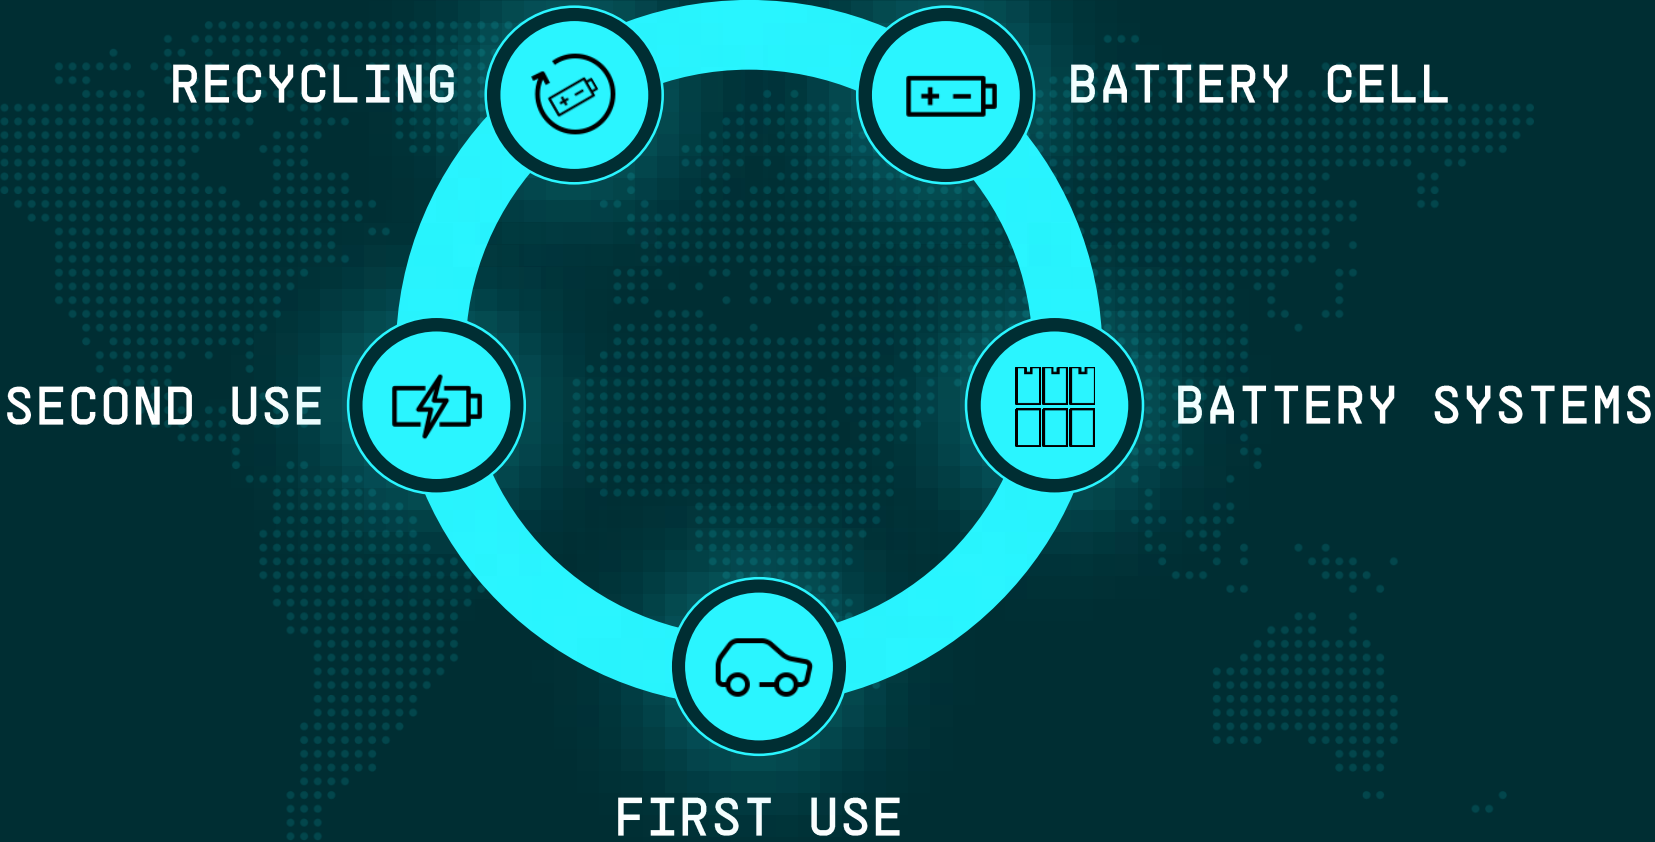 RECYCLING
BATTERY CELL
SECOND USE
BATTERY SYSTEMS
FIRST USE